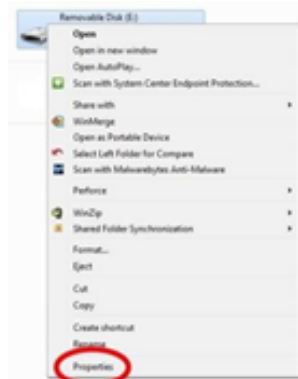 Removable Disk (E:)
Open
Open in new window
Open AutoPlay...
Scan with System Center Endpoint Protection...
Share with
WinMerge
Open as Portable Device
Select Left Folder for Compare
Scan with Malwarebytes Anti-Malware
Perforce
WinZip
Shared Folder Synchronization
Format...
Eject
Cut
Copy
Create shortcut
Rename
Properties